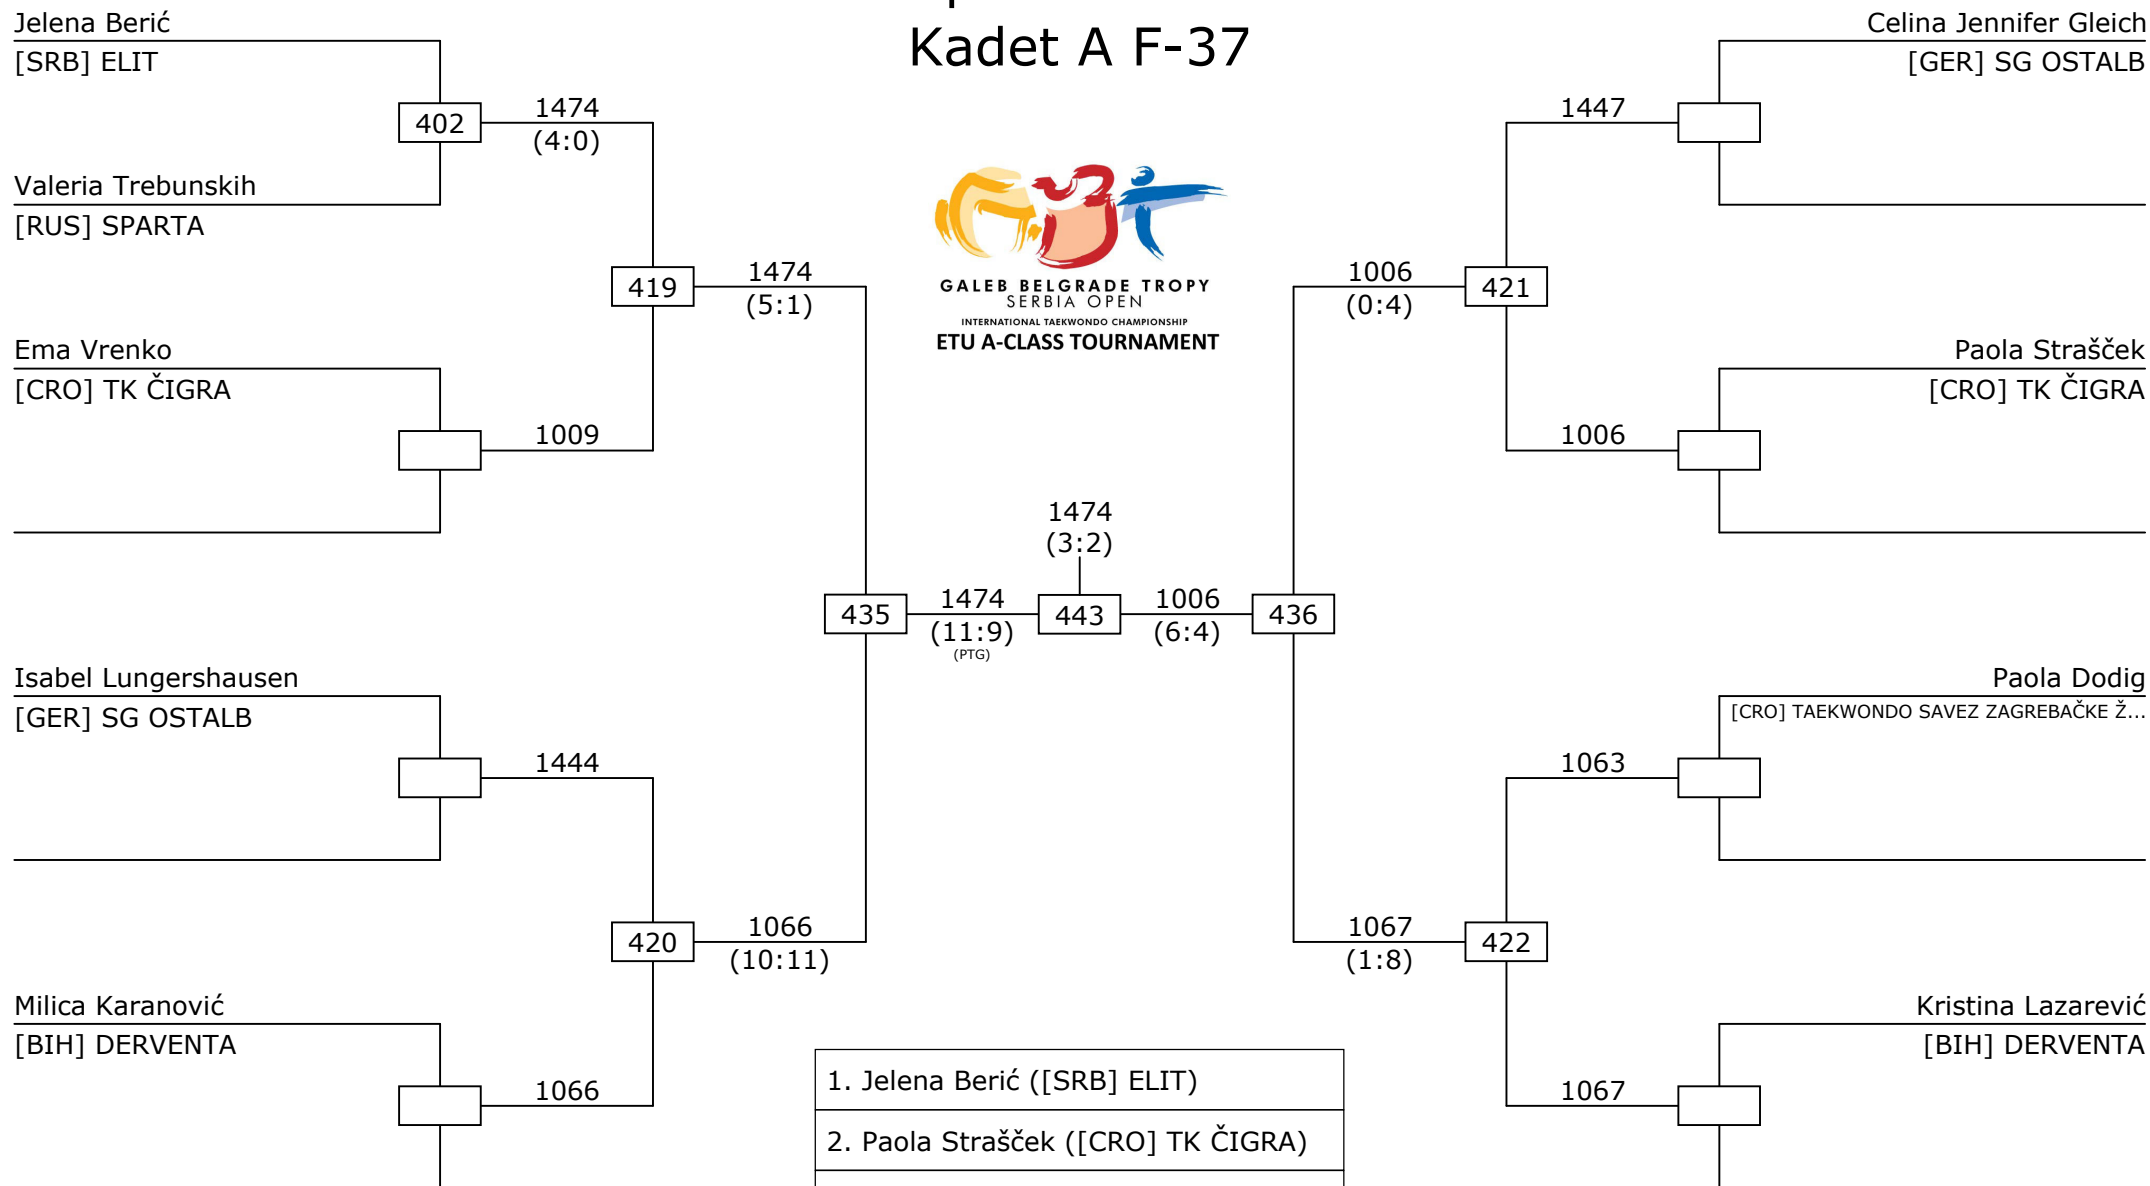 Kadet A F-37
Jelena Berić
[SRB] ELIT
402
1474
(4:0)
Valeria Trebunskih
[RUS] SPARTA
419
1474
(5:1)
Ema Vrenko
[CRO] TK ČIGRA
1009
Isabel Lungershausen
[GER] SG OSTALB
1444
420
1066
(10:11)
Milica Karanović
[BIH] DERVENTA
1066
GALEB BELGRADE TROPY
SERBIA OPEN
INTERNATIONAL TAEKWONDO CHAMPIONSHIP
ETU A-CLASS TOURNAMENT
1474
(3:2)
435
1474
(11:9)
(PTG)
443
1006
(6:4)
436
Celina Jennifer Gleich
[GER] SG OSTALB
1447
1006
(0:4)
421
Paola Strašček
[CRO] TK ČIGRA
1006
Paola Dodig
[CRO] TAEKWONDO SAVEZ ZAGREBAČKE Ž...
1063
1067
(1:8)
422
Kristina Lazarević
[BIH] DERVENTA
1067
1. Jelena Berić ([SRB] ELIT)
2. Paola Strašček ([CRO] TK ČIGRA)